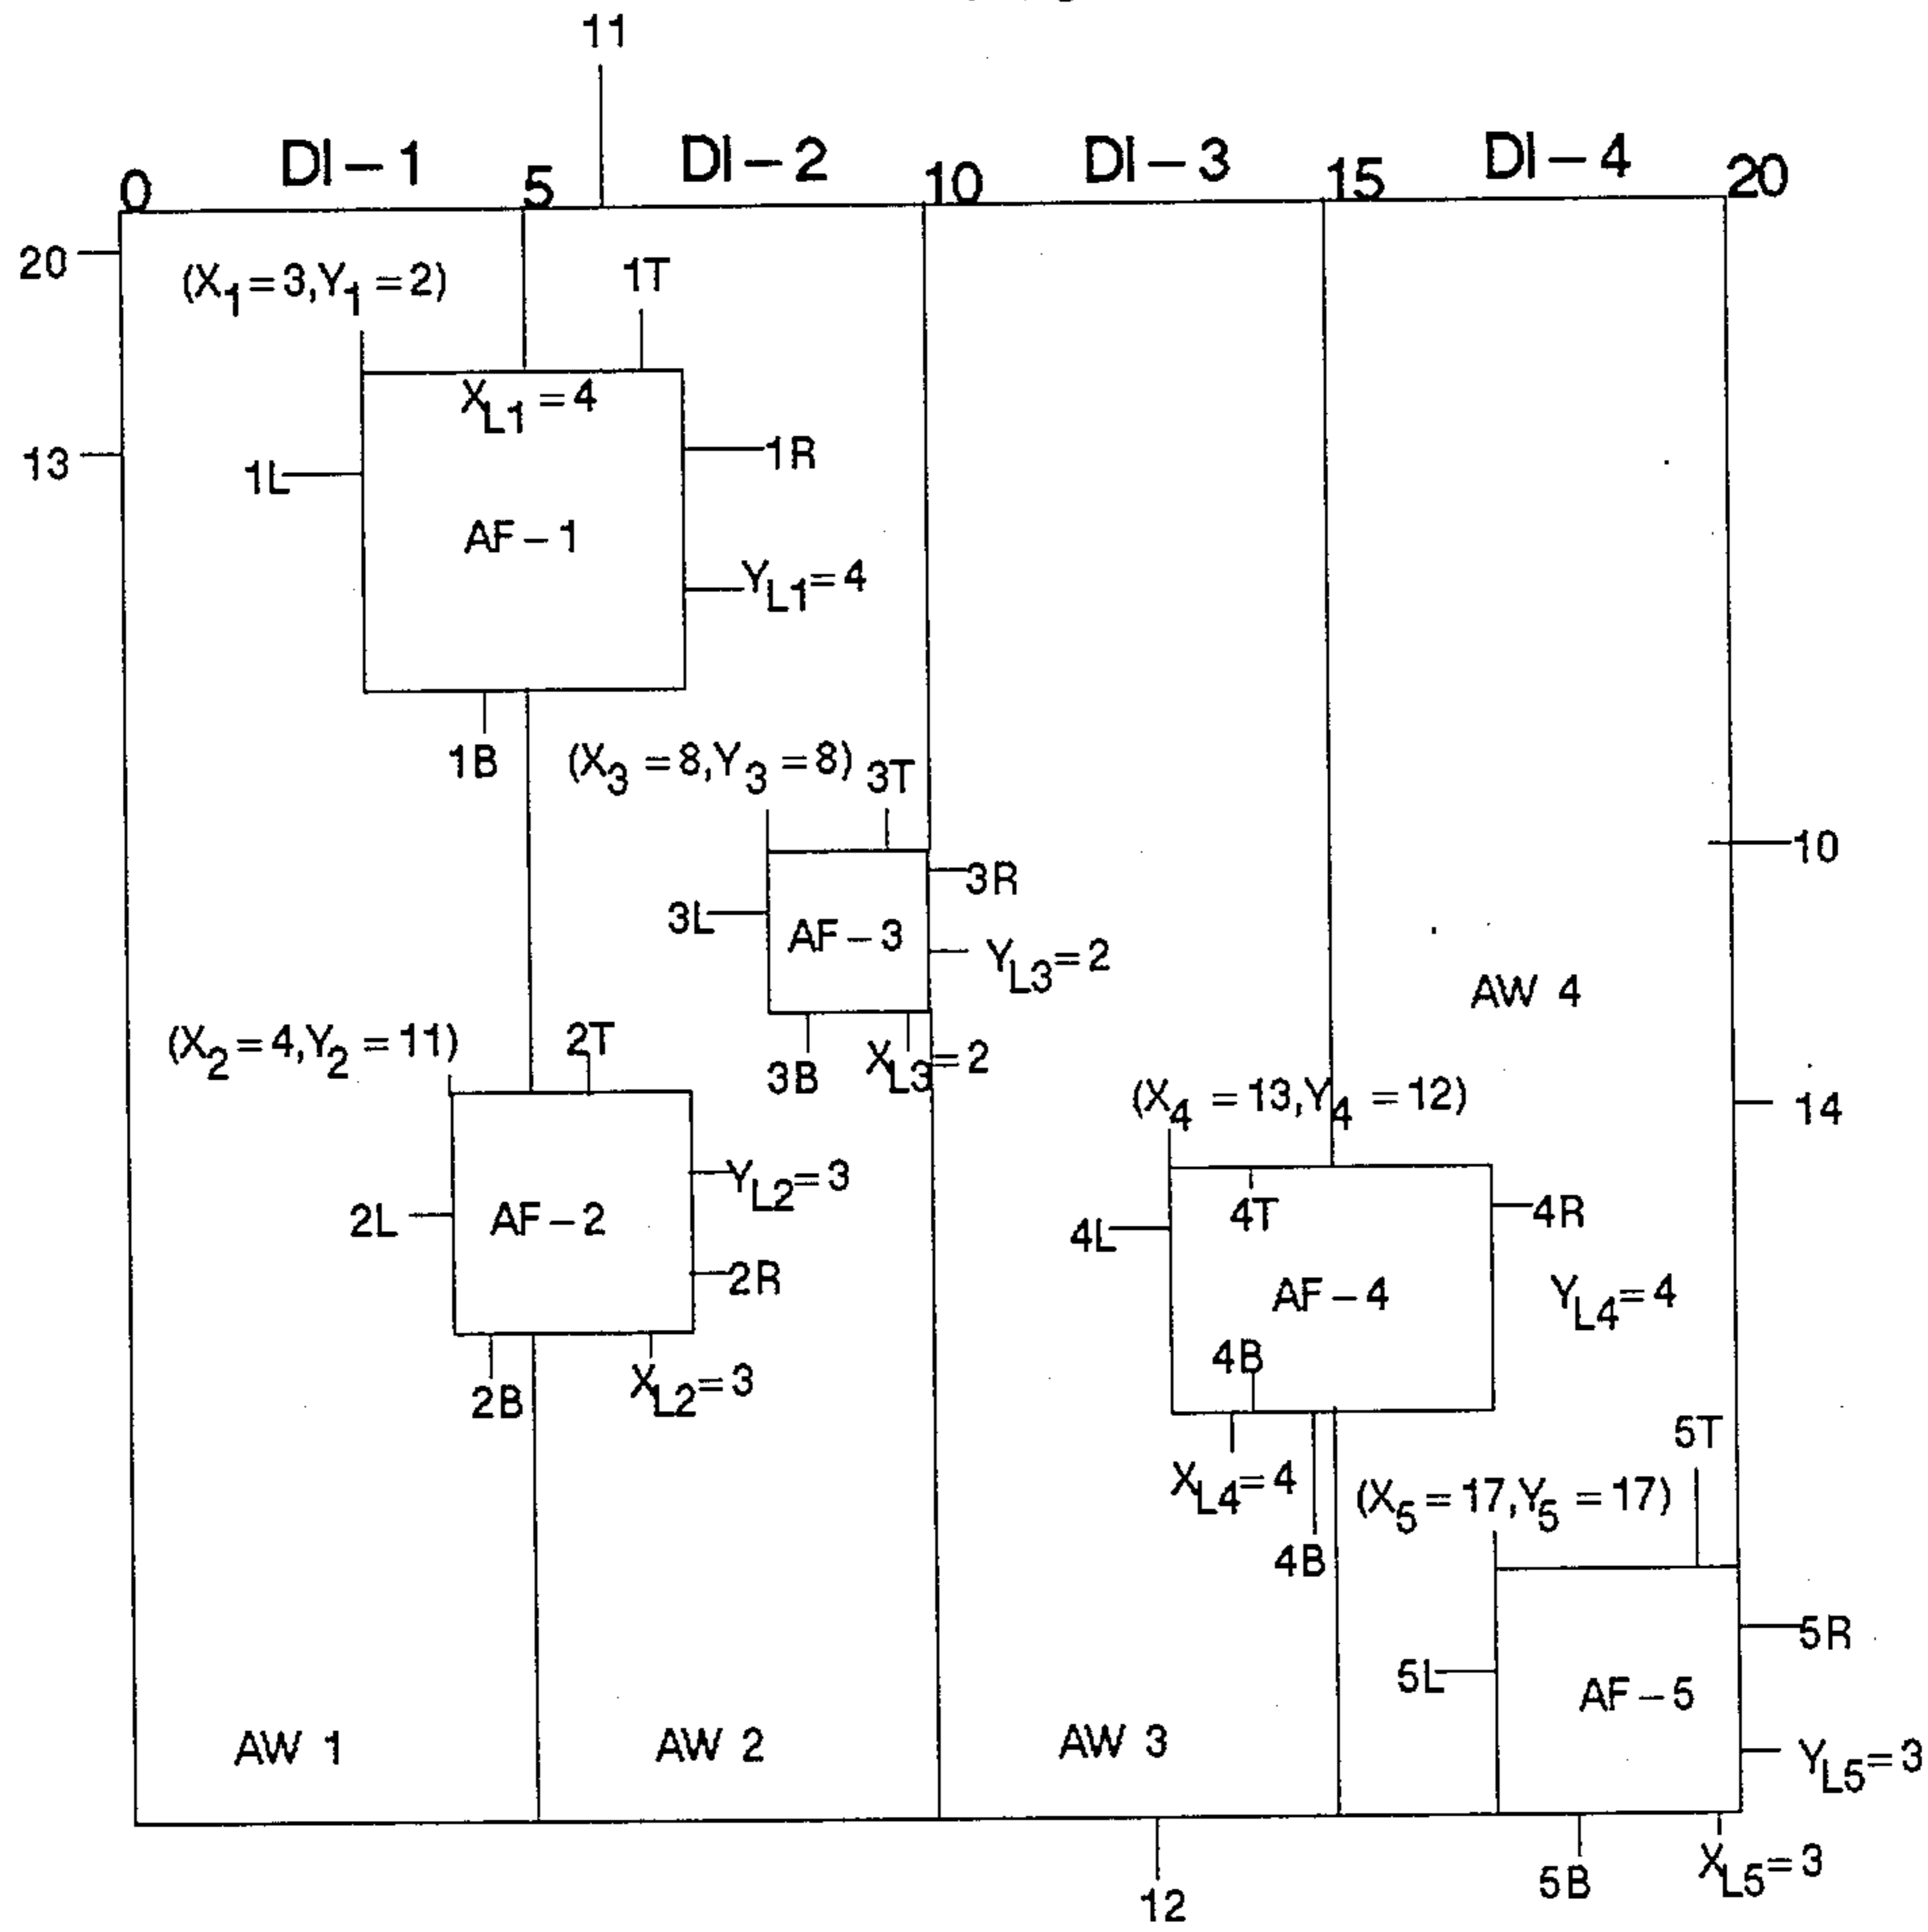 11
DI-1 DI-2 DI-3 DI-4
0 5 10 15 20
20
(X1=3,Y1=2) 1T
XL1=4
13 1L 1R
AF-1
YL1=4
1B (X3=8,Y3=8) 3T
10
3R
3L AF-3
YL3=2
AW 4
(X2=4,Y2=11) 2T 3B XL3=2
(X4=13,Y4=12) 14
YL2=3
2L AF-2 4L 4T 4R
2R AF-4 YL4=4
4B
2B XL2=3
5T
XL4=4 (X5=17,Y5=17)
4B
5R
5L AF-5
AW 1 AW 2 AW 3 YL5=3
12 5B XL5=3